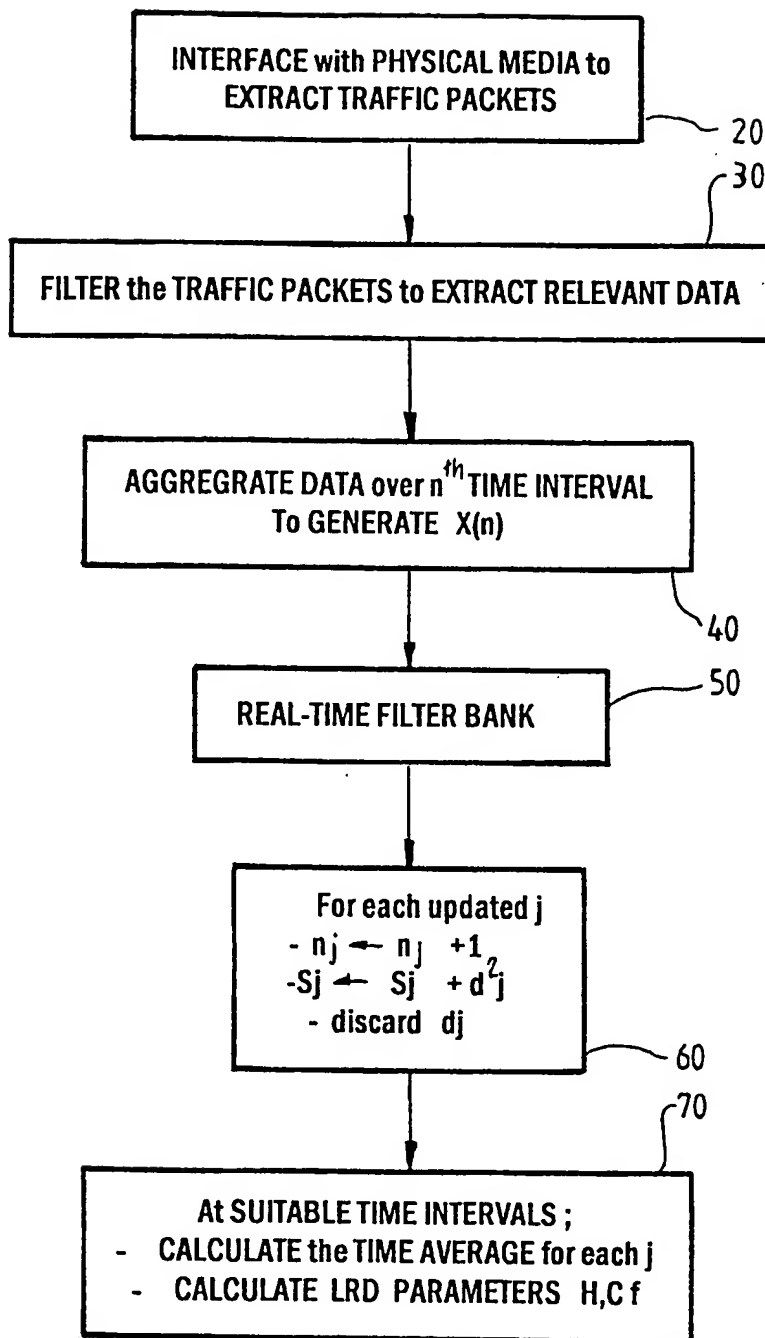 INTERFACE with PHYSICAL MEDIA to
EXTRACT TRAFFIC PACKETS
20
30
FILTER the TRAFFIC PACKETS to EXTRACT RELEVANT DATA
AGGREGRATE DATA over nth TIME INTERVAL
To GENERATE X(n)
40
50
REAL-TIME FILTER BANK
For each updated j
- nj ← nj +1
-Sj ← Sj + d²j
- discard dj
60
70
At SUITABLE TIME INTERVALS ;
- CALCULATE the TIME AVERAGE for each j
- CALCULATE LRD PARAMETERS H,C f